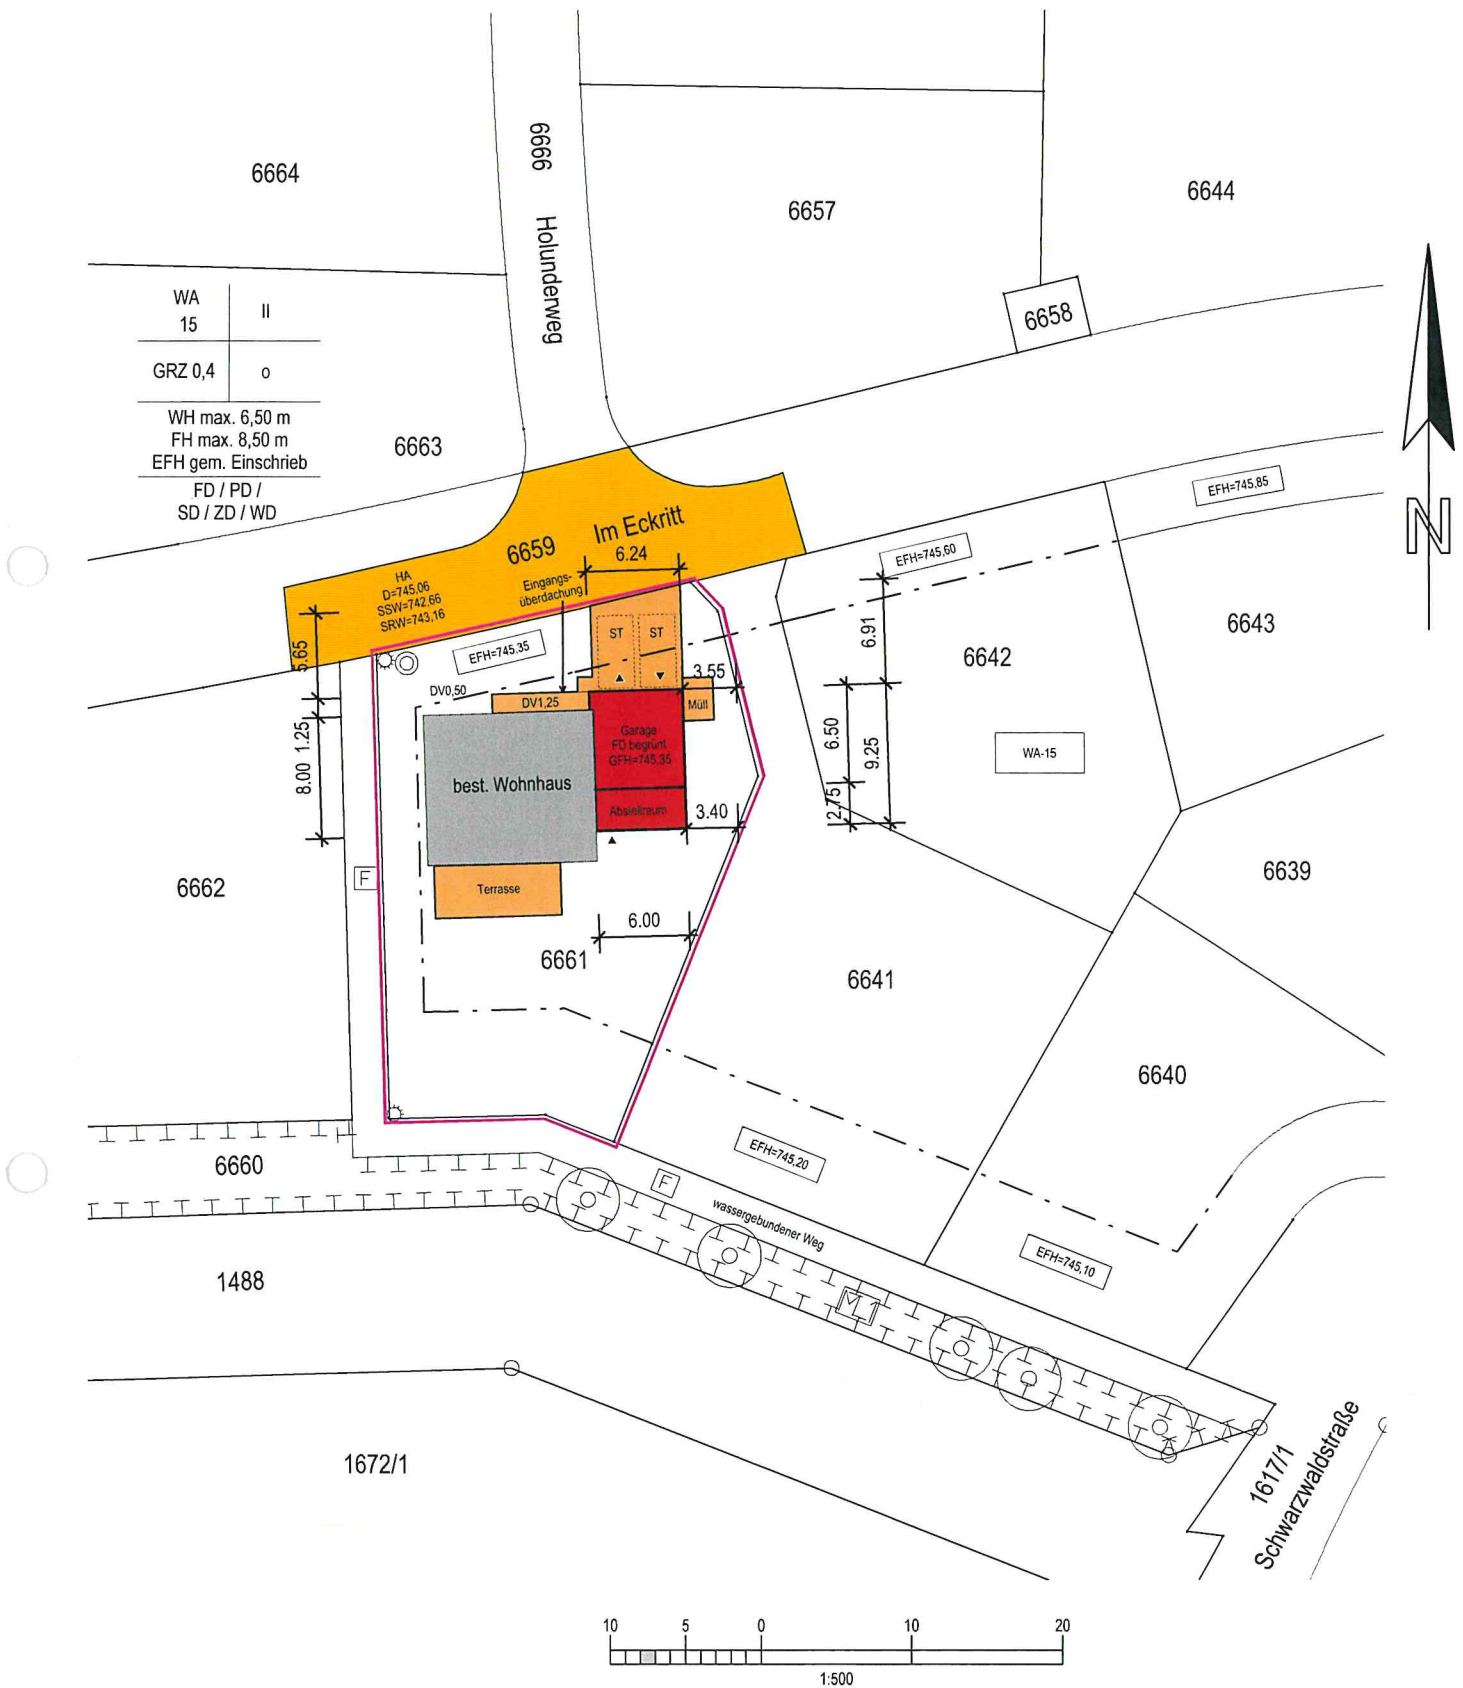 6664
6666
Holunderweg
6657
6644
6658
WA
15
II
GRZ 0,4
o
WH max. 6,50 m
FH max. 8,50 m
EFH gem. Einschrieb
FD / PD /
SD / ZD / WD
6663
N
EFH=745,85
EFH=745,60
6659
Im Eckritt
HA
D=745,06
SSW=742,66
SRW=743,16
Eingangs-
überdachung
6.24
ST
ST
EFH=745,35
DV0,50
DV1,25
3.55
Müll
Garage
FD begrünt
GFH=745,35
best. Wohnhaus
Abstellraum
3.40
Terrasse
6.00
5.65
1.25
8.00
6.91
6.50
9.25
2.75
6642
6643
WA-15
6639
6662
F
6661
6641
6640
6660
EFH=745,20
F
wassergebundener Weg
EFH=745,10
1488
M 1
1672/1
1617/1
Schwarzwaldstraße
10
5
0
10
20
1:500